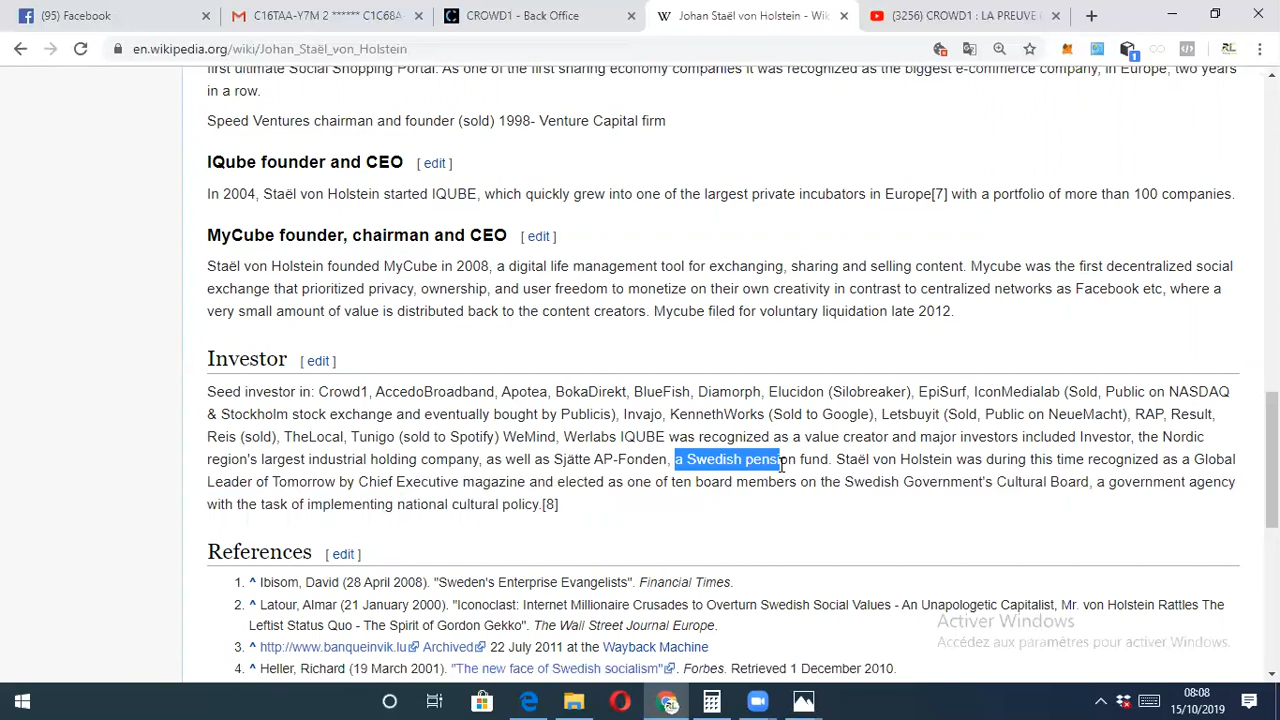 Facebook
C16TAA-Y7M 2 ****** C1C68A
CROWD1 - Back Office
Johan Staël von Holstein - Wik
(3256) CROWD1 : LA PREUVE
en.wikipedia.org/wiki/Johan_Staël_von_Holstein
first ultimate Social Shopping Portal. As one of the first sharing economy companies it was recognized as the biggest e-commerce company, in Europe, two years
in a row.
Speed Ventures chairman and founder (sold) 1998- Venture Capital firm
IQube founder and CEO [ edit ]
In 2004, Staël von Holstein started IQUBE, which quickly grew into one of the largest private incubators in Europe[7] with a portfolio of more than 100 companies.
MyCube founder, chairman and CEO [ edit ]
Staël von Holstein founded MyCube in 2008, a digital life management tool for exchanging, sharing and selling content. Mycube was the first decentralized social
exchange that prioritized privacy, ownership, and user freedom to monetize on their own creativity in contrast to centralized networks as Facebook etc, where a
very small amount of value is distributed back to the content creators. Mycube filed for voluntary liquidation late 2012.
Investor [ edit ]
Seed investor in: Crowd1, AccedoBroadband, Apotea, BokaDirekt, BlueFish, Diamorph, Elucidon (Silobreaker), EpiSurf, IconMedialab (Sold, Public on NASDAQ
& Stockholm stock exchange and eventually bought by Publicis), Invajo, KennethWorks (Sold to Google), Letsbuyit (Sold, Public on NeueMacht), RAP, Result,
Reis (sold), TheLocal, Tunigo (sold to Spotify) WeMind, Werlabs IQUBE was recognized as a value creator and major investors included Investor, the Nordic
region's largest industrial holding company, as well as Sjätte AP-Fonden, a Swedish pension fund. Staël von Holstein was during this time recognized as a Global
Leader of Tomorrow by Chief Executive magazine and elected as one of ten board members on the Swedish Government's Cultural Board, a government agency
with the task of implementing national cultural policy.[8]
References [ edit ]
1. ^ Ibisom, David (28 April 2008). "Sweden's Enterprise Evangelists". Financial Times.
2. ^ Latour, Almar (21 January 2000). "Iconoclast: Internet Millionaire Crusades to Overturn Swedish Social Values - An Unapologetic Capitalist, Mr. von Holstein Rattles The
Leftist Status Quo - The Spirit of Gordon Gekko". The Wall Street Journal Europe.
3. ^ http://www.banqueinvik.lu Archived 22 July 2011 at the Wayback Machine
4. ^ Heller, Richard (19 March 2001). "The new face of Swedish socialism". Forbes. Retrieved 1 December 2010.
Activer Windows
Accédez aux paramètres pour activer Windows.
08:08
15/10/2019